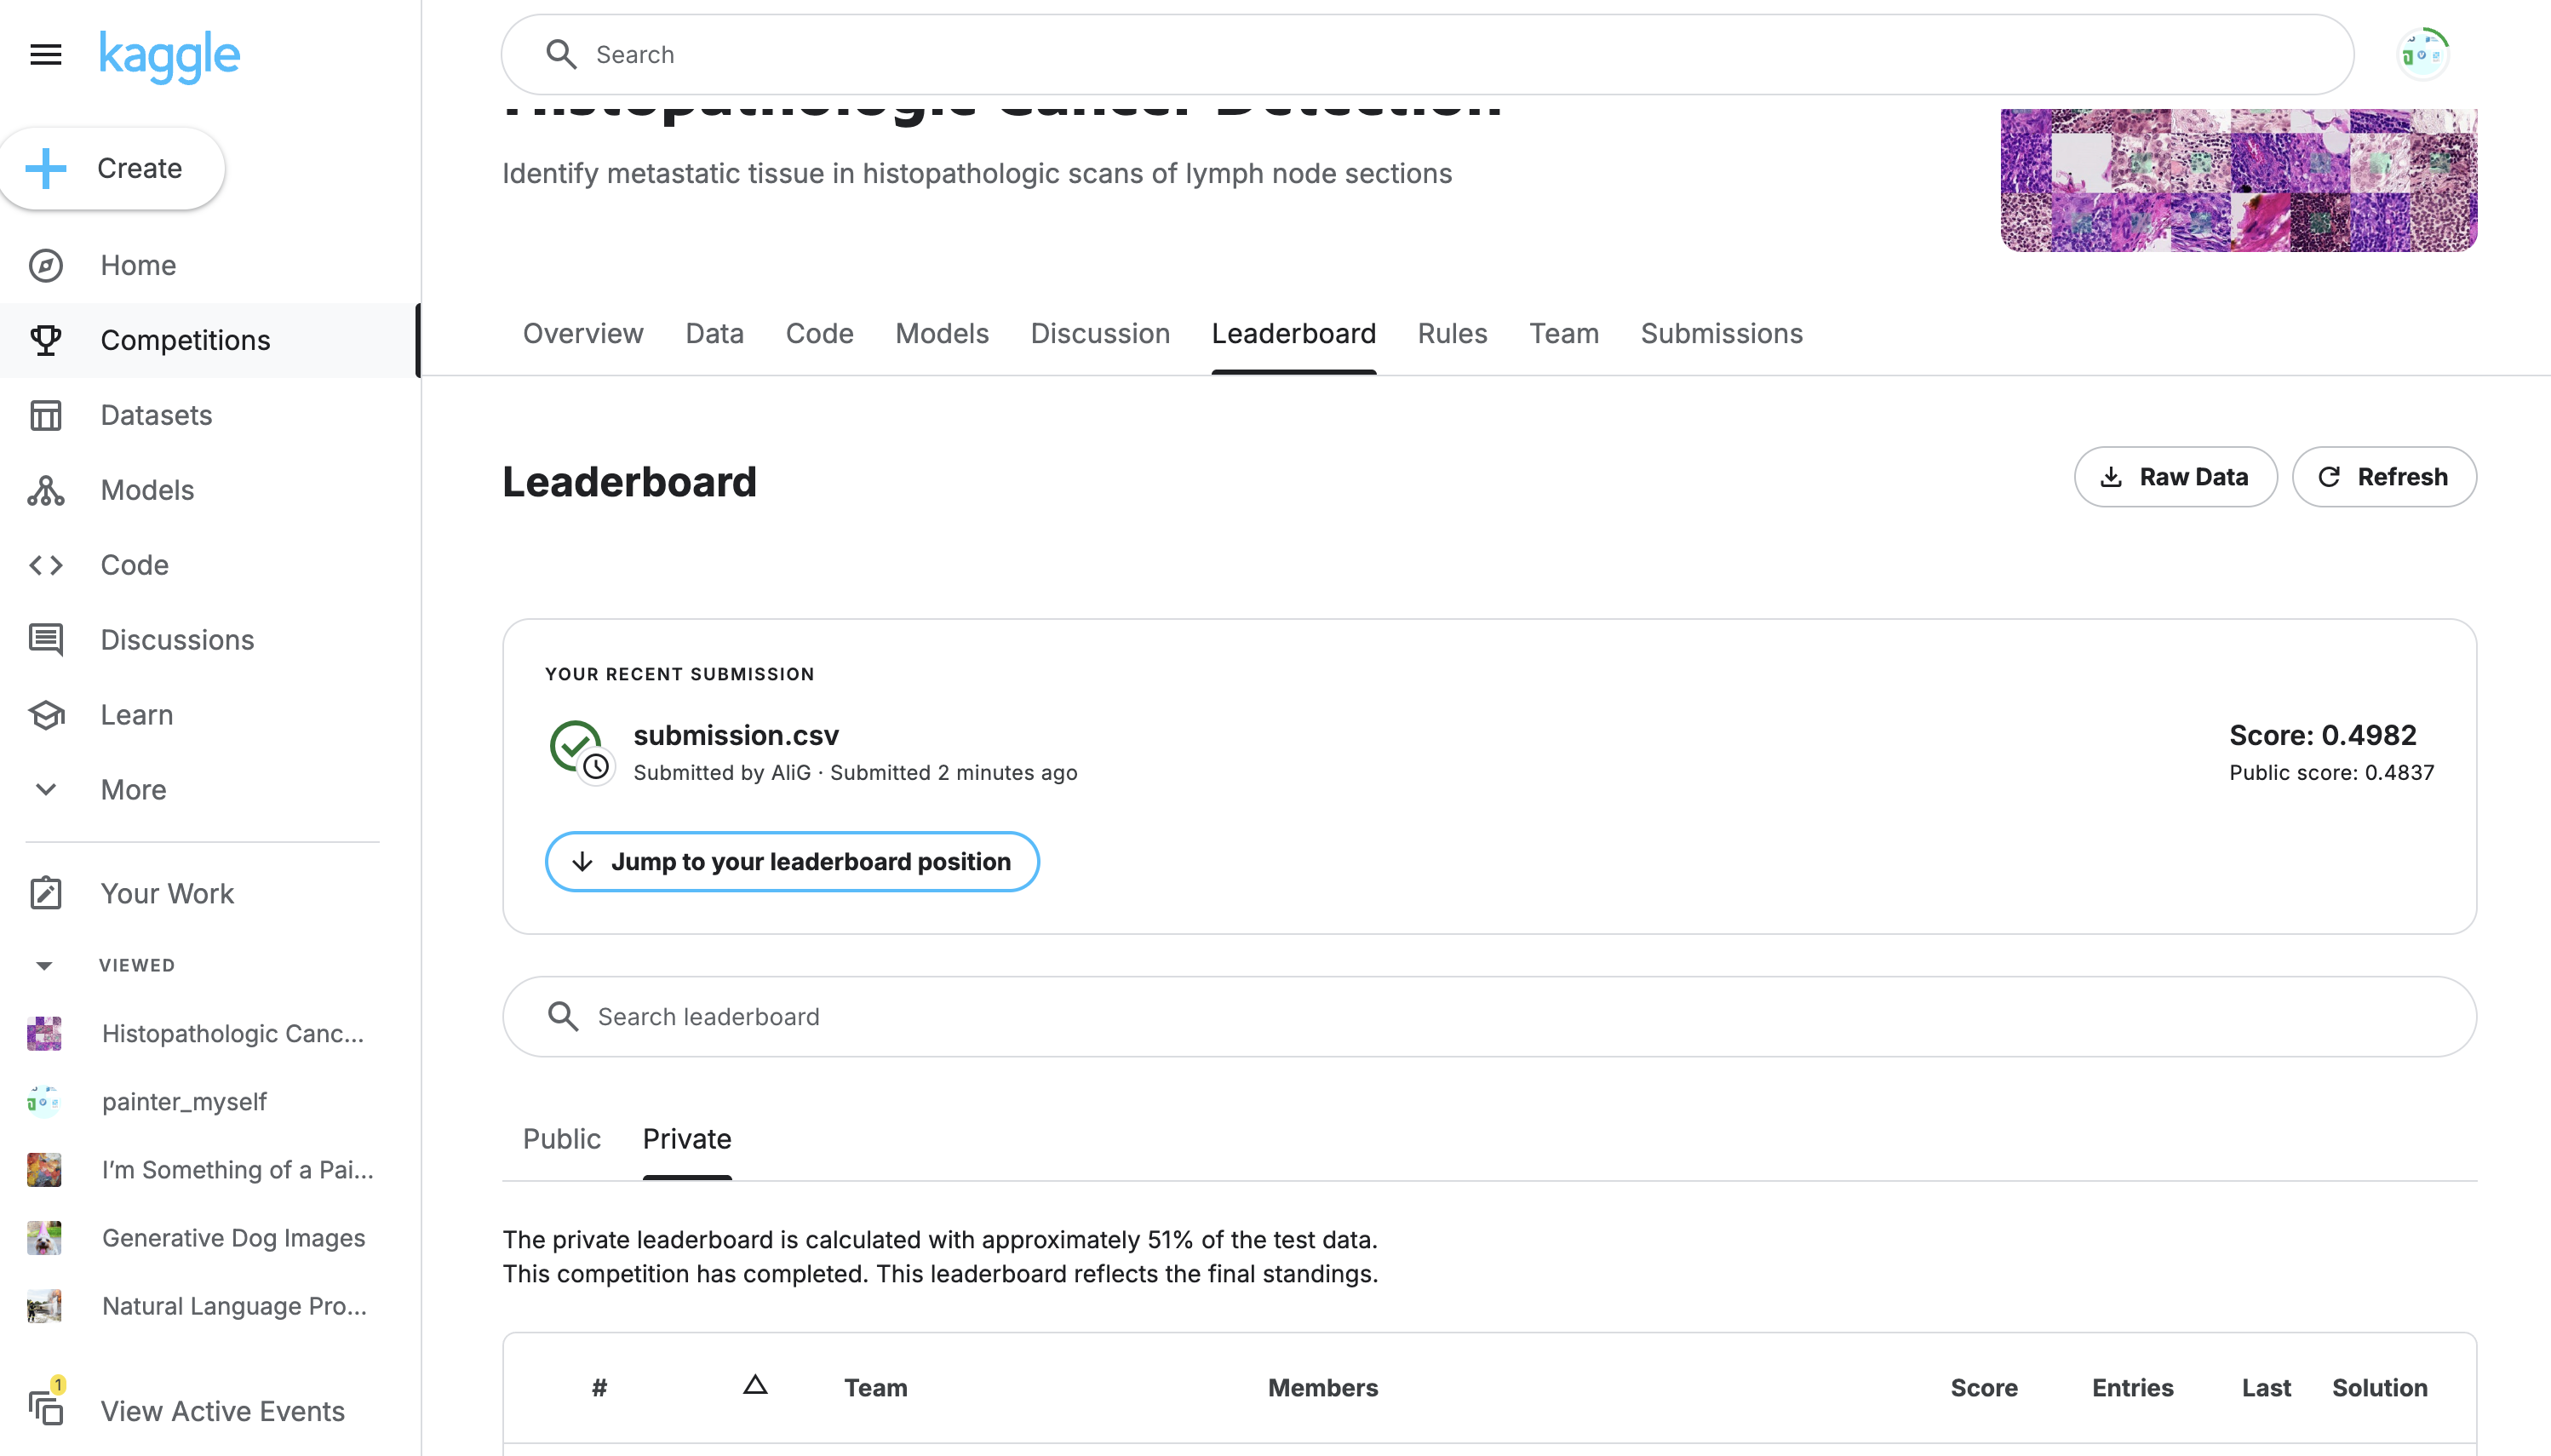 kaggle
Search
Create
Home
Competitions
Datasets
Models
Code
Discussions
Learn
More
Your Work
VIEWED
Histopathologic Canc...
painter_myself
I'm Something of a Pai...
Generative Dog Images
Natural Language Pro...
1
View Active Events
Histopathologic Cancer Detection
Identify metastatic tissue in histopathologic scans of lymph node sections
Overview Data Code Models Discussion Leaderboard Rules Team Submissions
Leaderboard
Raw Data Refresh
YOUR RECENT SUBMISSION
submission.csv
Score: 0.4982
Submitted by AliG · Submitted 2 minutes ago
Public score: 0.4837
Jump to your leaderboard position
Search leaderboard
Public Private
The private leaderboard is calculated with approximately 51% of the test data.
This competition has completed. This leaderboard reflects the final standings.
# △ Team Members Score Entries Last Solution